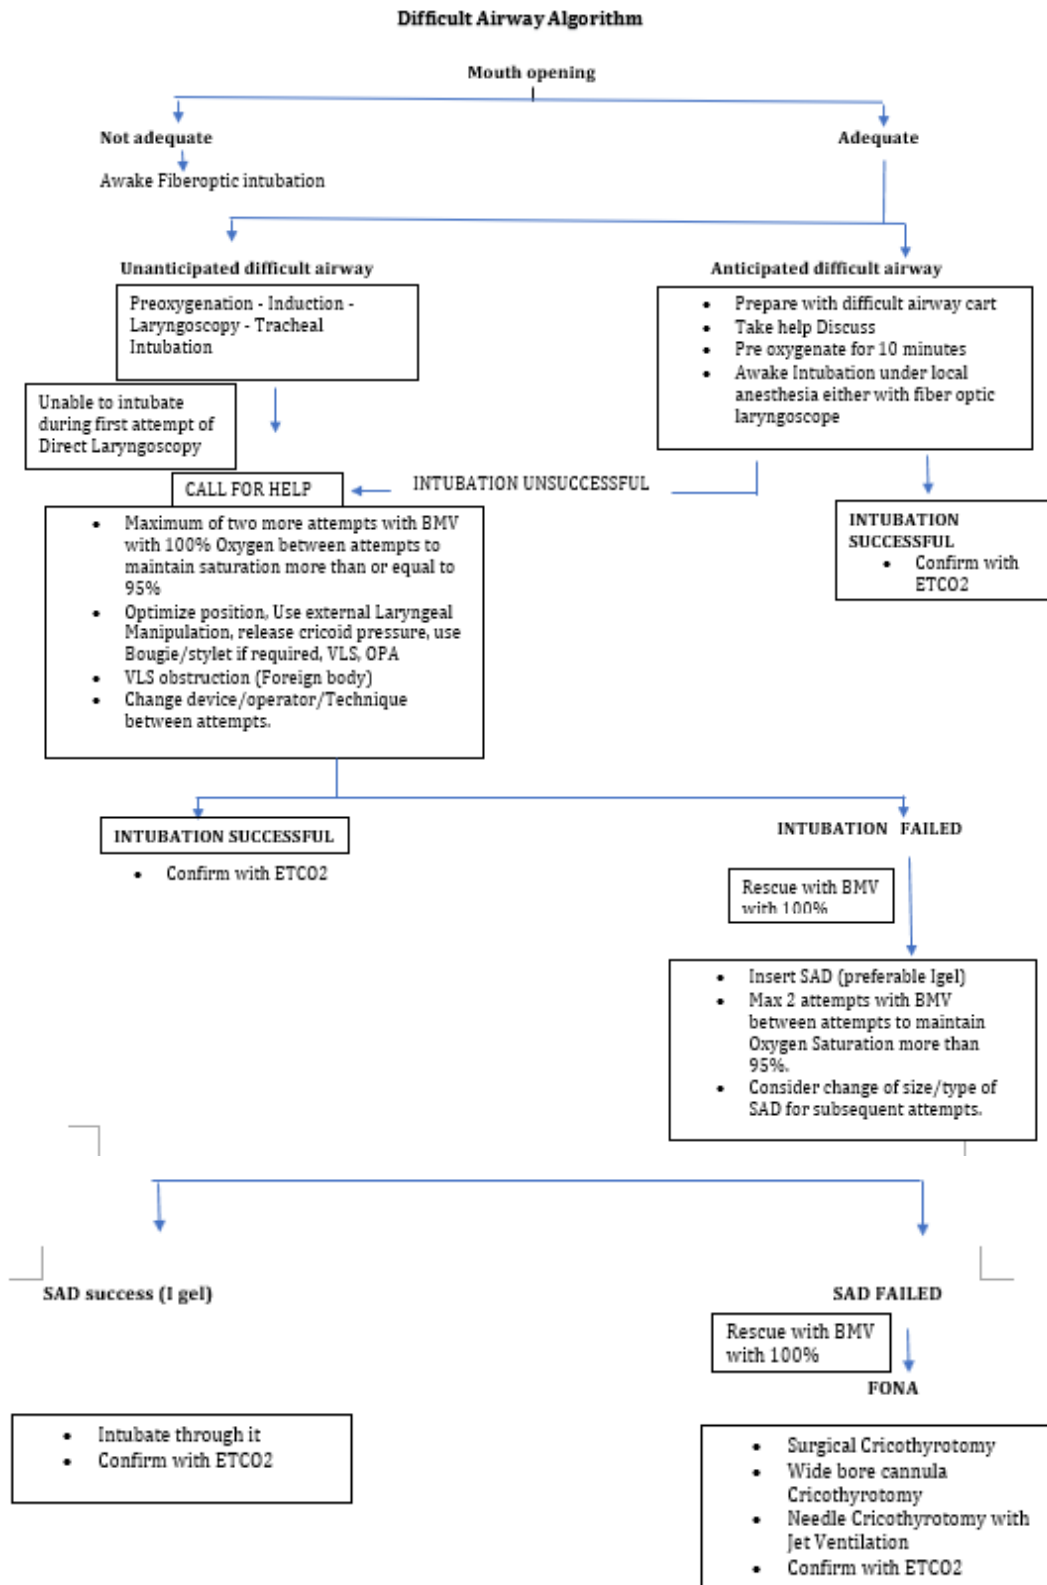 Difficult Airway Algorithm
Mouth opening
Not adequate
Adequate
Awake Fiberoptic intubation
Unanticipated difficult airway
Anticipated difficult airway
Preoxygenation - Induction -
Laryngoscopy - Tracheal
Intubation
• Prepare with difficult airway cart
• Take help Discuss
• Pre oxygenate for 10 minutes
• Awake Intubation under local
anesthesia either with fiber optic
laryngoscope
Unable to intubate
during first attempt of
Direct Laryngoscopy
CALL FOR HELP
INTUBATION UNSUCCESSFUL
• Maximum of two more attempts with BMV
with 100% Oxygen between attempts to
maintain saturation more than or equal to
95%
• Optimize position, Use external Laryngeal
Manipulation, release cricoid pressure, use
Bougie/stylet if required, VLS, OPA
• VLS obstruction (Foreign body)
• Change device/operator/Technique
between attempts.
INTUBATION
SUCCESSFUL
• Confirm with
ETCO2
INTUBATION SUCCESSFUL
• Confirm with ETCO2
INTUBATION FAILED
Rescue with BMV
with 100%
• Insert SAD (preferable Igel)
• Max 2 attempts with BMV
between attempts to maintain
Oxygen Saturation more than
95%.
• Consider change of size/type of
SAD for subsequent attempts.
SAD success (I gel)
SAD FAILED
Rescue with BMV
with 100%
FONA
• Intubate through it
• Confirm with ETCO2
• Surgical Cricothyrotomy
• Wide bore cannula
Cricothyrotomy
• Needle Cricothyrotomy with
Jet Ventilation
• Confirm with ETCO2